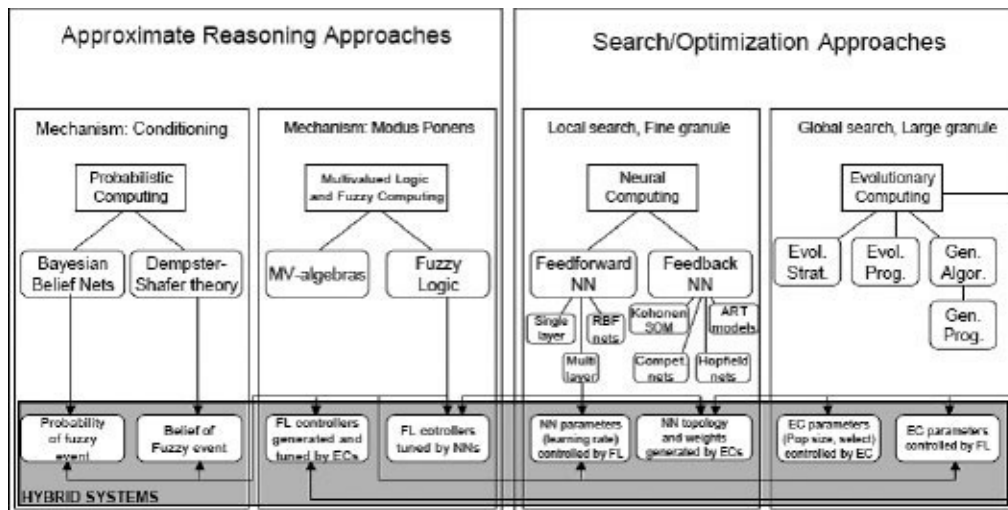 Approximate Reasoning Approaches
Search/Optimization Approaches
Mechanism: Conditioning
Mechanism: Modus Ponens
Local search, Fine granule
Global search, Large granule
Probabilistic
Computing
Multivalued Logic
and Fuzzy Computing
Neural
Computing
Evolutionary
Computing
Bayesian
Belief Nets
Dempster-
Shafer theory
MV-algebras
Fuzzy
Logic
Feedforward
NN
Feedback
NN
Evol.
Strat.
Evol.
Prog.
Gen.
Algor.
Single
layer
RBF
nets
Kohonen
SOM
ART
models
Gen.
Prog.
Multi
layer
Compet.
nets
Hopfield
nets
Probability
of fuzzy
event
Belief of
Fuzzy event
FL controllers
generated and
tuned by ECs
FL cotrollers
tuned by NNs
NN parameters
(learning rate)
controlled by FL
NN topology
and weights
generated by ECs
EC parameters
(Pop size, select)
controlled by EC
EC parameters
controlled by FL
HYBRID SYSTEMS